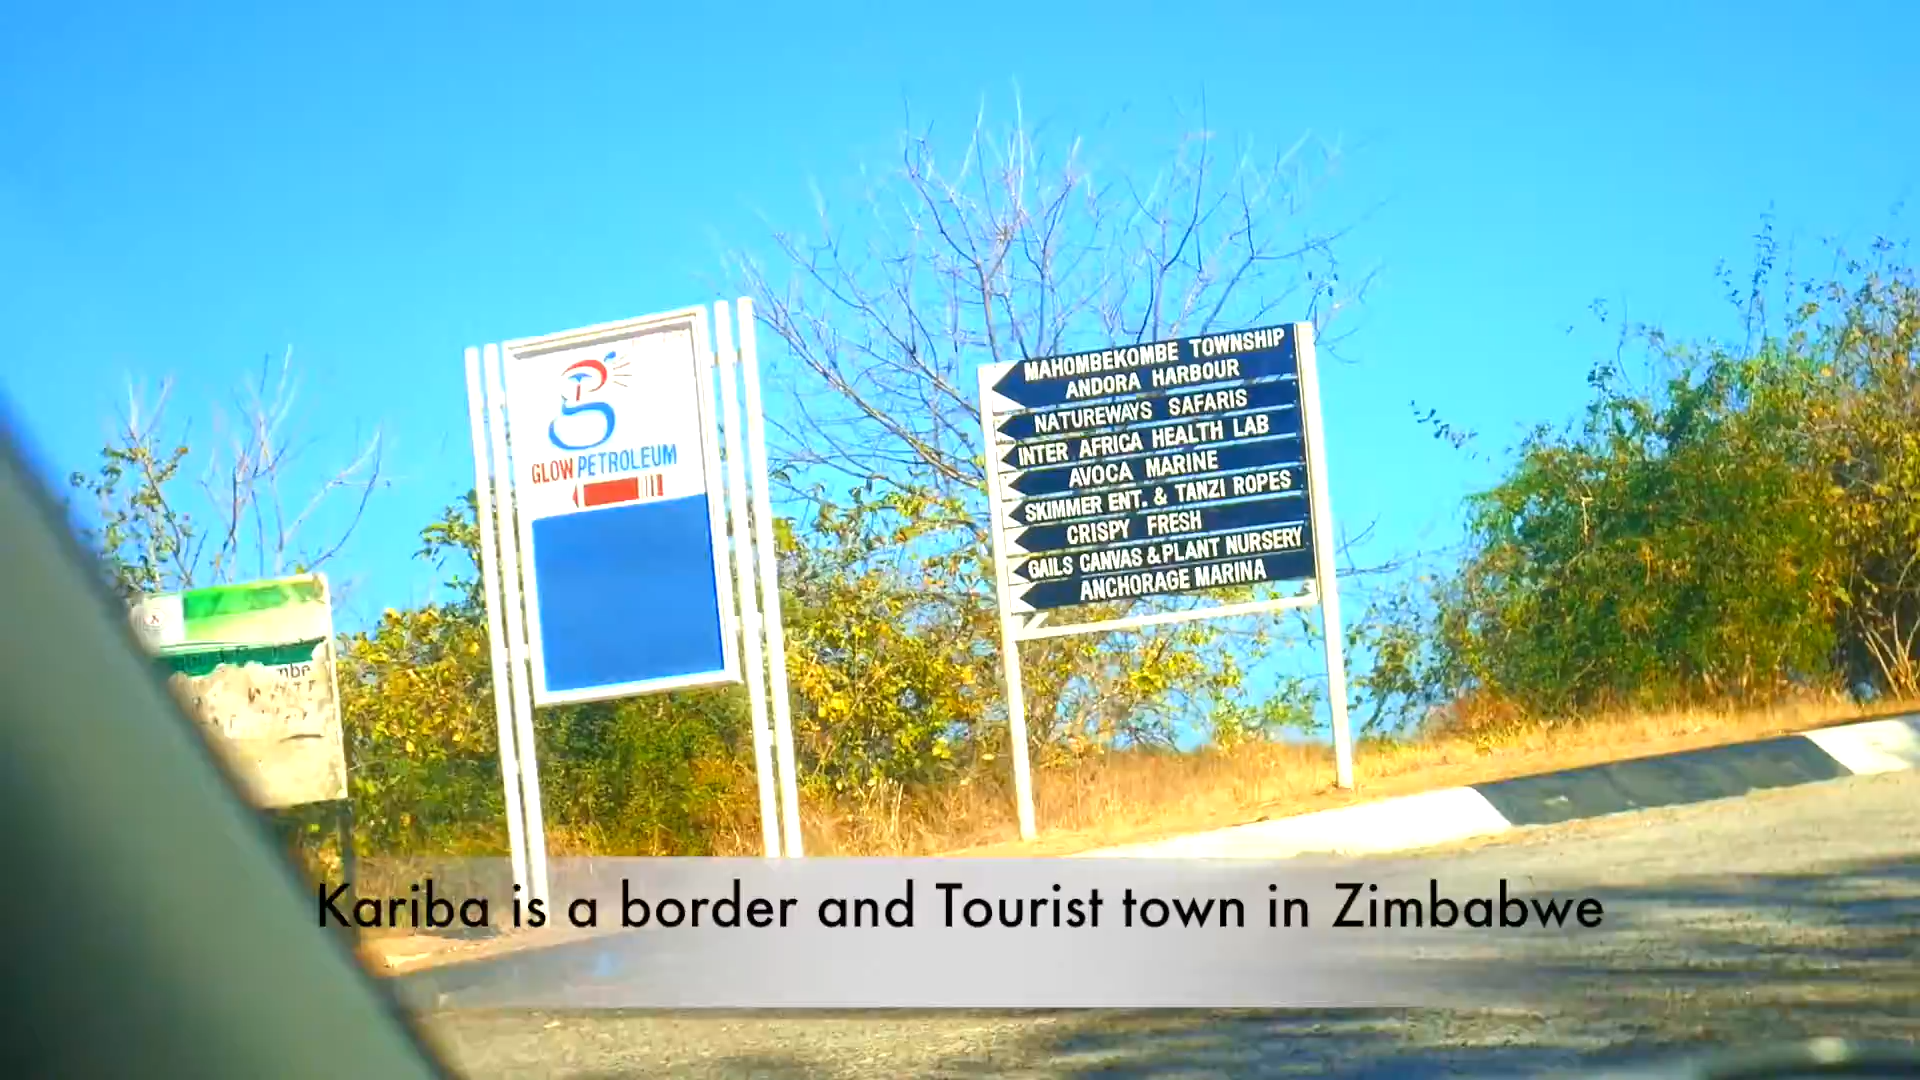 GLOW PETROLEUM
MAHOMBEKOMBE TOWNSHIP
ANDORA HARBOUR
NATUREWAYS SAFARIS
INTER AFRICA HEALTH LAB
AVOCA MARINE
SKIMMER ENT. & TANZI ROPES
CRISPY FRESH
GAILS CANVAS & PLANT NURSERY
ANCHORAGE MARINA
Kariba is a border and Tourist town in Zimbabwe